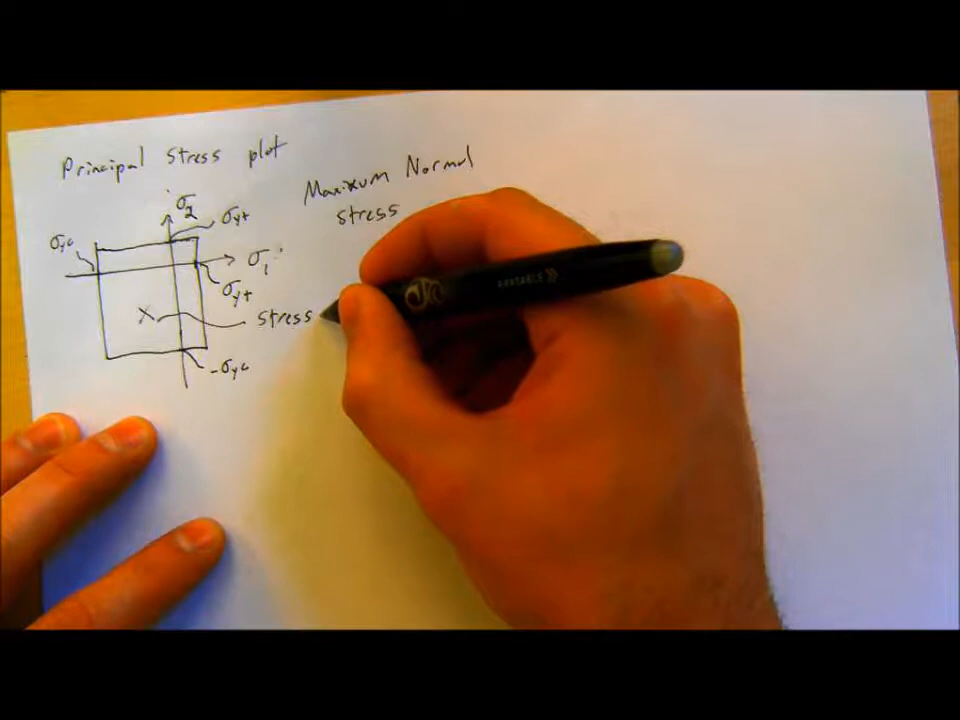 Principal stress plot
Maximum Normal
stress
σ2
σyt
σyc
σ1
σyt
stress
-σyc